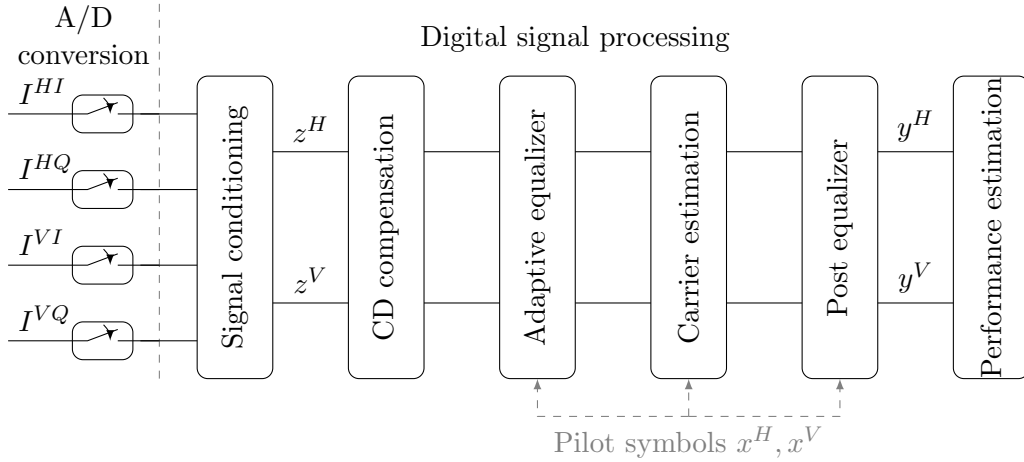 A/D
conversion
Digital signal processing
I^{HI}
I^{HQ}
I^{VI}
I^{VQ}
Signal conditioning
z^H
z^V
CD compensation
Adaptive equalizer
Carrier estimation
Post equalizer
y^H
y^V
Performance estimation
Pilot symbols x^H, x^V